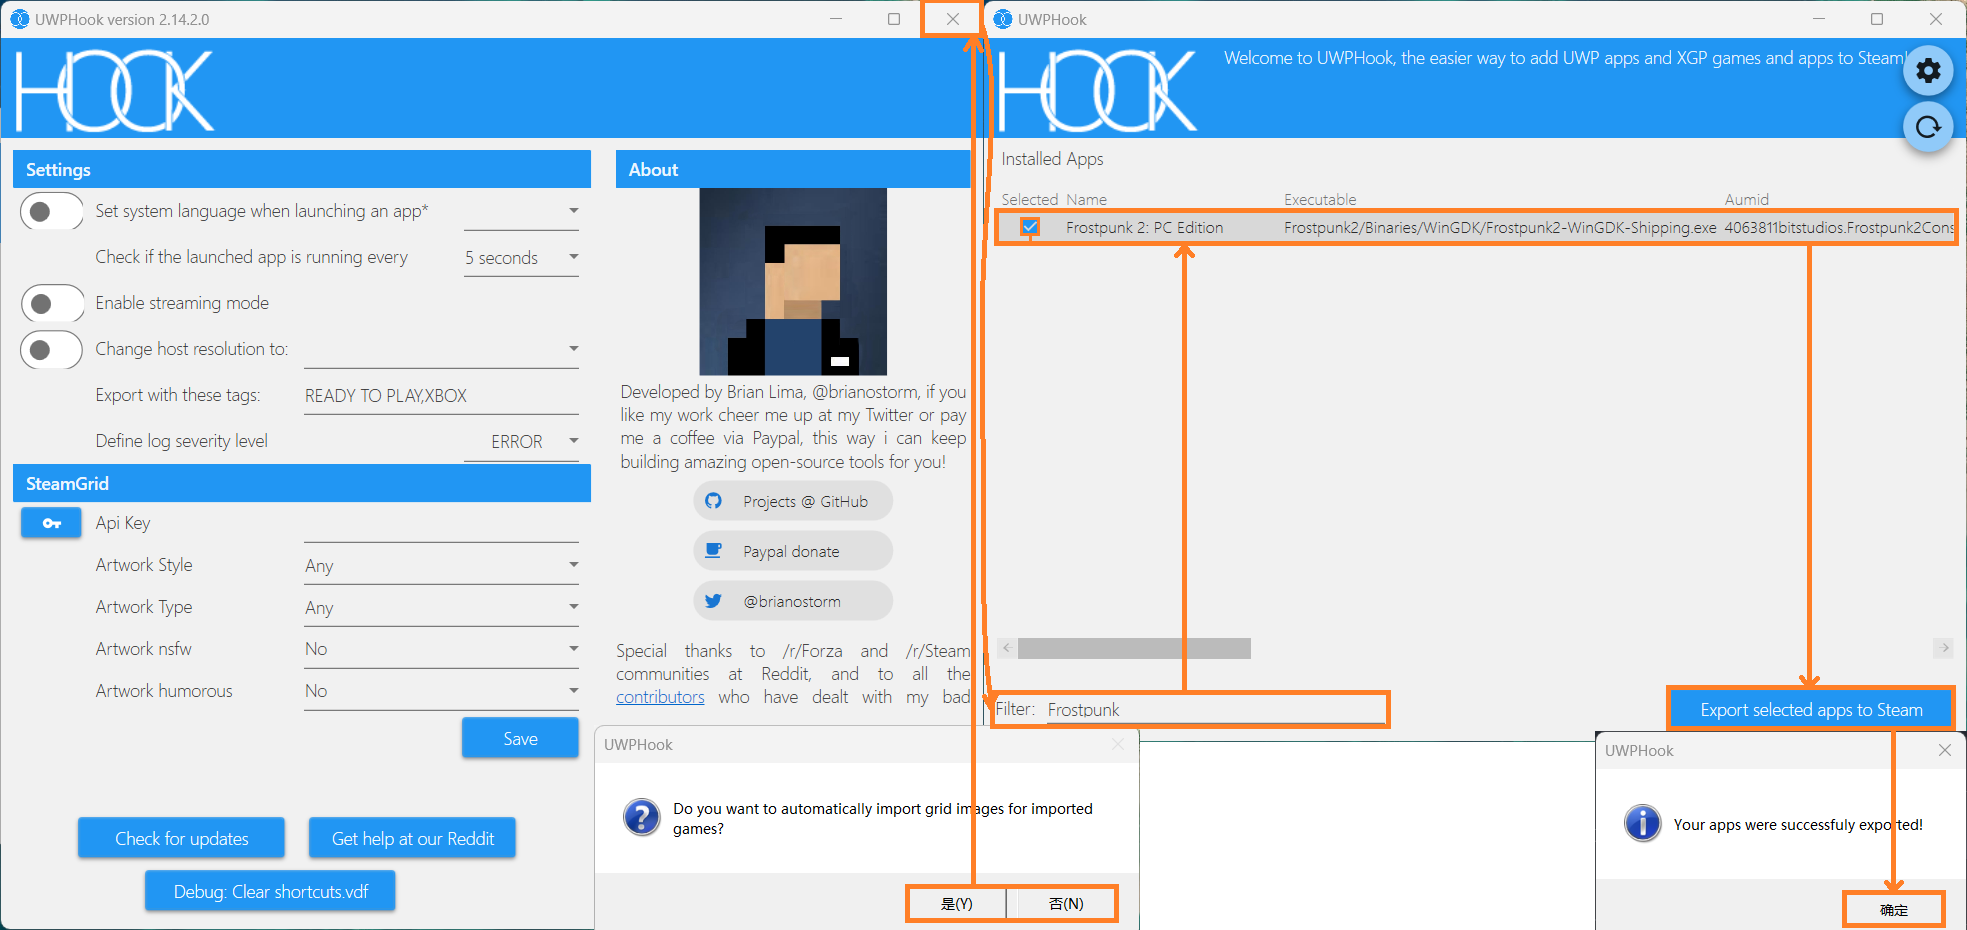 UWPHook version 2.14.2.0
HOOK
Settings
Set system language when launching an app*
Check if the launched app is running every
5 seconds
Enable streaming mode
Change host resolution to:
Export with these tags:
READY TO PLAY,XBOX
Define log severity level
ERROR
SteamGrid
Api Key
Artwork Style
Any
Artwork Type
Any
Artwork nsfw
No
Artwork humorous
No
Save
Check for updates
Get help at our Reddit
Debug: Clear shortcuts.vdf
About
Developed by Brian Lima, @brianostorm, if you
like my work cheer me up at my Twitter or pay
me a coffee via Paypal, this way i can keep
building amazing open-source tools for you!
Projects @ GitHub
Paypal donate
@brianostorm
Special thanks to /r/Forza and /r/Steam
communities at Reddit, and to all the
contributors who have dealt with my bad
UWPHook
Do you want to automatically import grid images for imported
games?
是(Y)
否(N)
UWPHook
HOOK
Welcome to UWPHook, the easier way to add UWP apps and XGP games and apps to Steam!
Installed Apps
Selected
Name
Executable
Aumid
Frostpunk 2: PC Edition
Frostpunk2/Binaries/WinGDK/Frostpunk2-WinGDK-Shipping.exe
4063811bitstudios.Frostpunk2Cons
Filter:
Frostpunk
Export selected apps to Steam
UWPHook
Your apps were successfuly exported!
确定